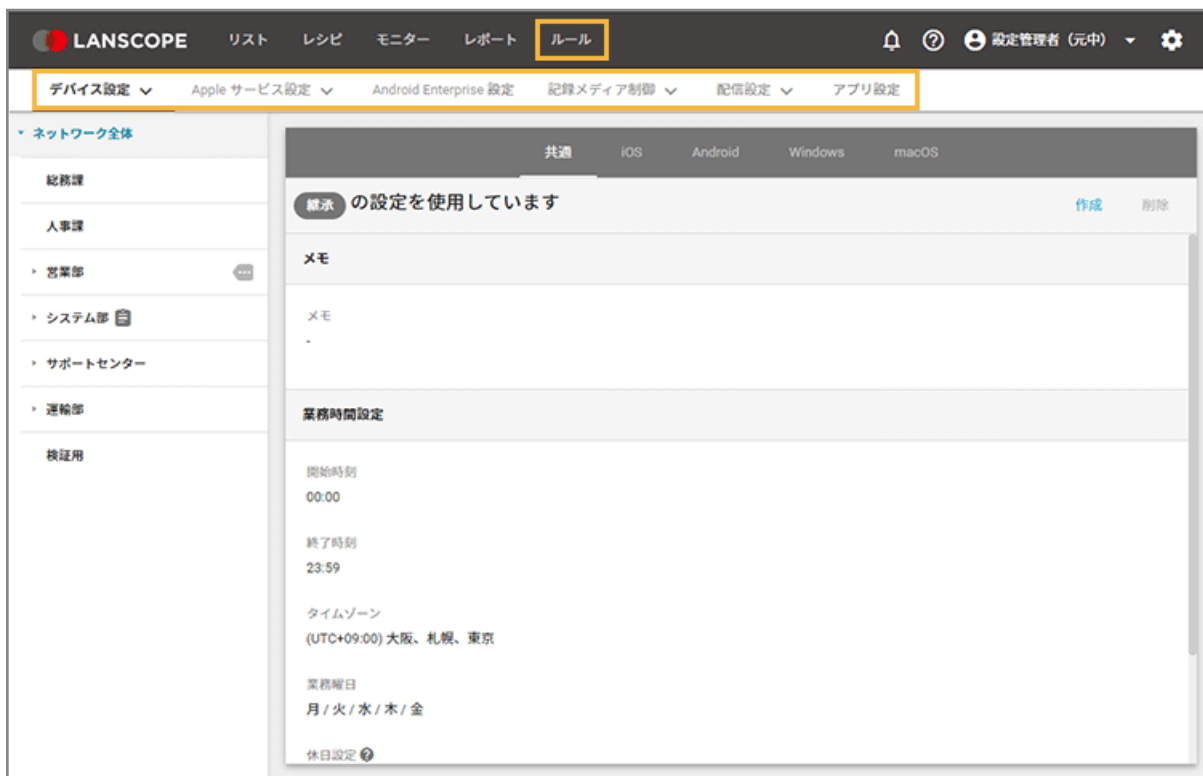 LANSCOPE リスト レシピ モニター レポート ルール 設定管理者（元中）
デバイス設定 Apple サービス設定 Android Enterprise 設定 記録メディア制御 配信設定 アプリ設定
ネットワーク全体
総務課
人事課
営業部
システム部
サポートセンター
運輸部
検証用
共通 iOS Android Windows macOS
継承 の設定を使用しています 作成 削除
メモ
メモ
-
業務時間設定
開始時刻
00:00
終了時刻
23:59
タイムゾーン
(UTC+09:00) 大阪、札幌、東京
業務曜日
月 / 火 / 水 / 木 / 金
休日設定